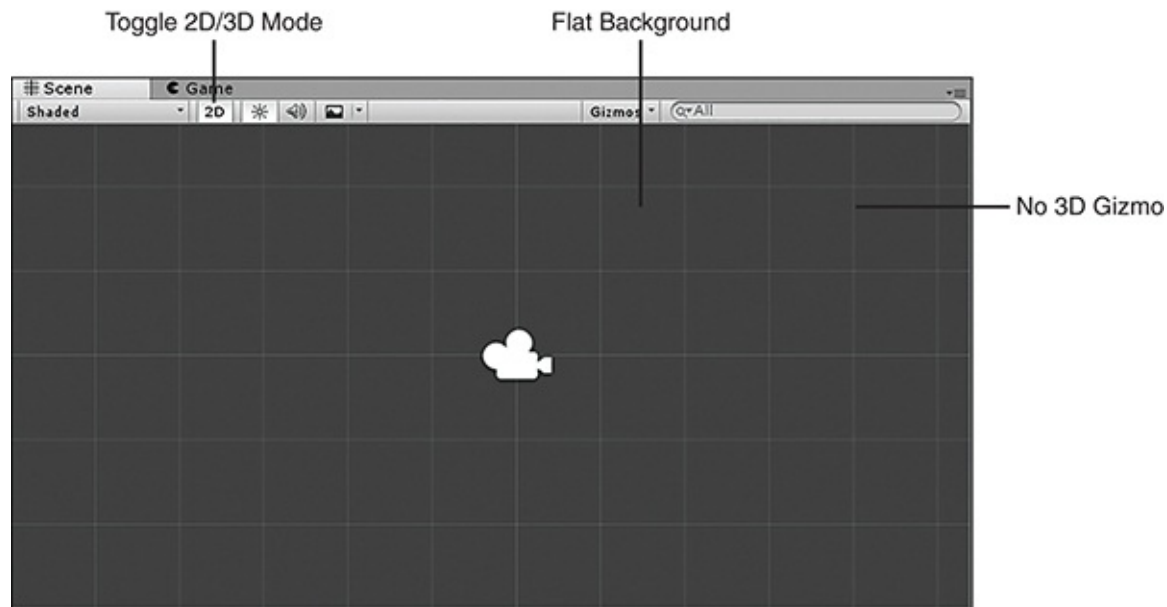 Toggle 2D/3D Mode
Flat Background
Scene
Game
Shaded
2D
Gizmos
All
No 3D Gizmo